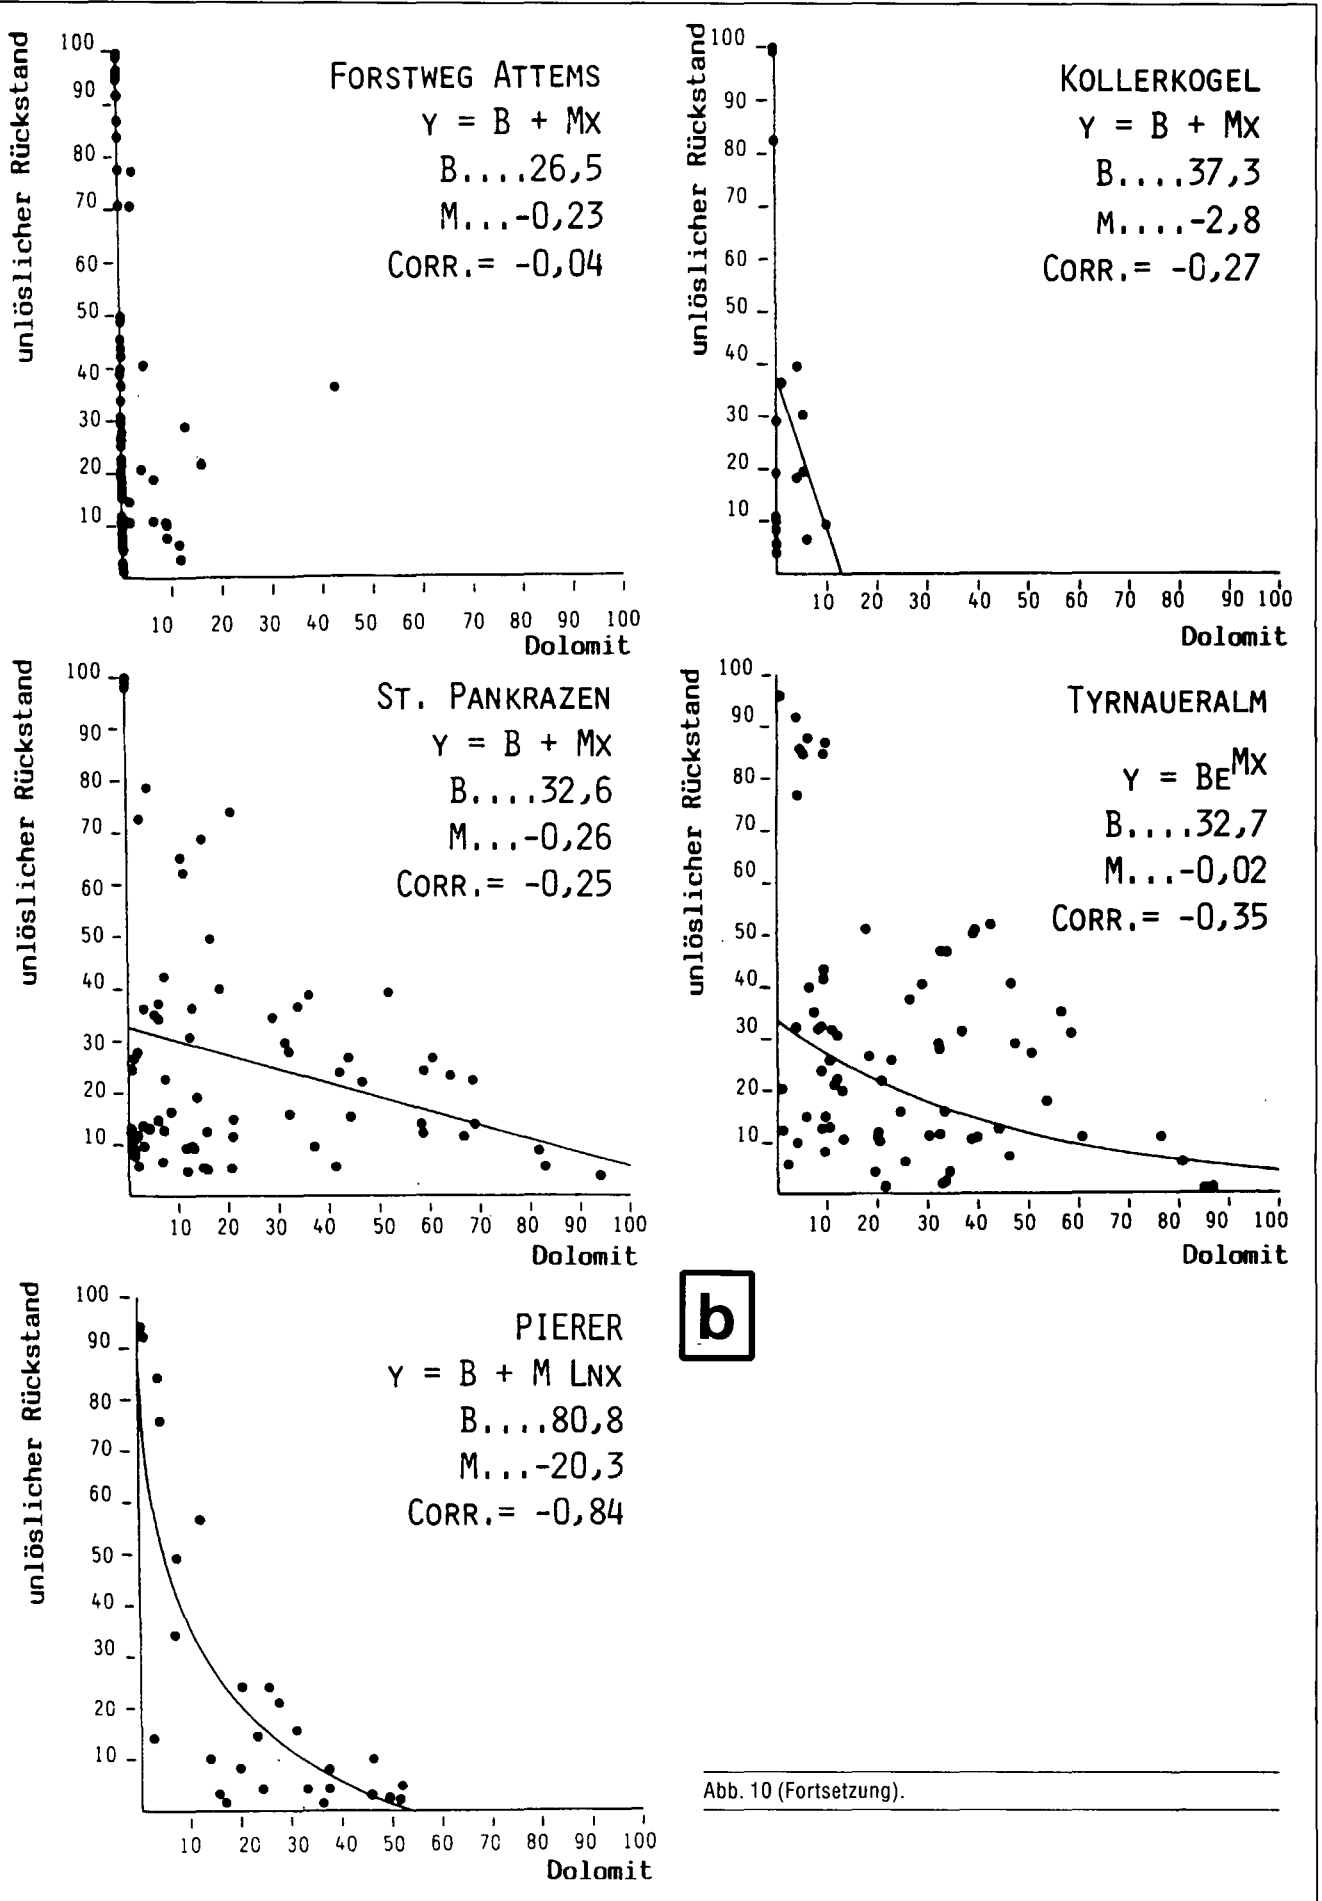 unlöslicher Rückstand
100
90
80
70
60
50
40
30
20
10
FORSTWEG ATTEMS
Y = B + MX
B....26,5
M...-0,23
CORR.= -0,04
10 20 30 40 50 60 70 80 90 100
Dolomit
unlöslicher Rückstand
100
90
80
70
60
50
40
30
20
10
KOLLERKOGEL
Y = B + MX
B....37,3
M....-2,8
CORR.= -0,27
10 20 30 40 50 60 70 80 90 100
Dolomit
unlöslicher Rückstand
100
90
80
70
60
50
40
30
20
10
ST. PANKRAZEN
Y = B + MX
B....32,6
M...-0,26
CORR.= -0,25
10 20 30 40 50 60 70 80 90 100
Dolomit
unlöslicher Rückstand
100
90
80
70
60
50
40
30
20
10
TYRNAUERALM
Y = BE^MX
B....32,7
M...-0,02
CORR.= -0,35
10 20 30 40 50 60 70 80 90 100
Dolomit
unlöslicher Rückstand
100
90
80
70
60
50
40
30
20
10
PIERER
Y = B + M LNX
B....80,8
M...-20,3
CORR.= -0,84
10 20 30 40 50 60 70 80 90 100
Dolomit
b
Abb. 10 (Fortsetzung).